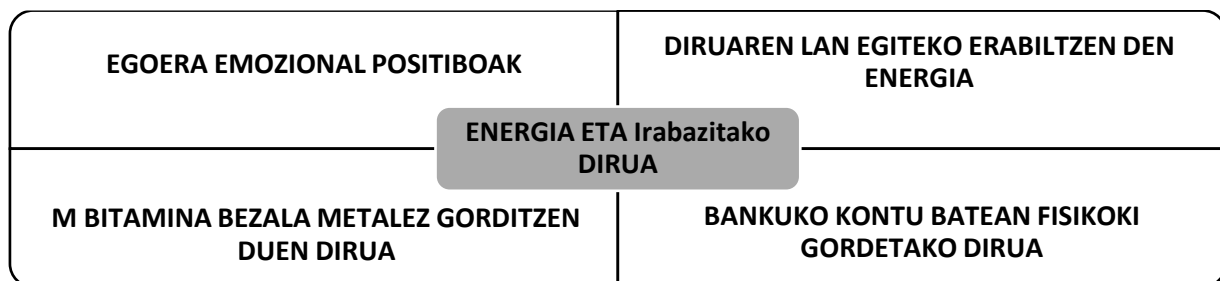 EGOERA EMOZIONAL POSITIBOAK
DIRUAREN LAN EGITEKO ERABILTZEN DEN
ENERGIA
ENERGIA ETA Irabazitako
DIRUA
M BITAMINA BEZALA METALEZ GORDITZEN
DUEN DIRUA
BANKUKO KONTU BATEAN FISIKOKI
GORDETAKO DIRUA